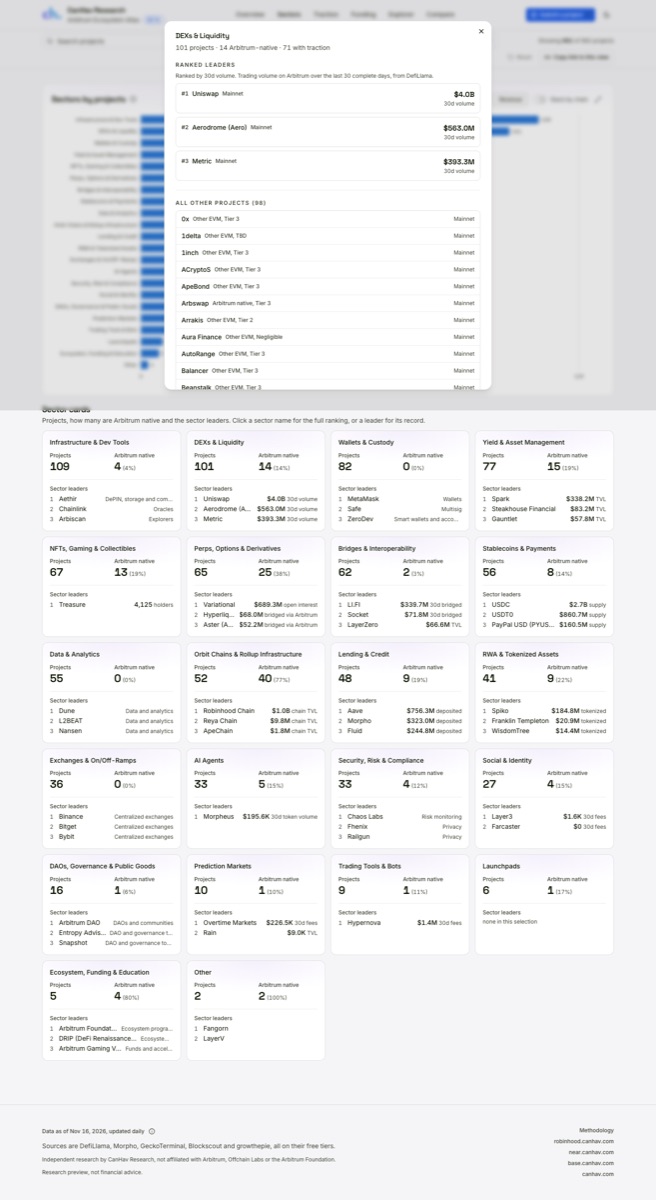 CanHav Research
Overview Sectors Traction Funding Explorer Compare
Search projects
DEXs & Liquidity
101 projects · 14 Arbitrum-native · 71 with traction
RANKED LEADERS
Ranked by 30d volume. Trading volume on Arbitrum over the last 30 complete days, from DefiLlama.
#1 Uniswap Mainnet $4.0B
30d volume
#2 Aerodrome (Aero) Mainnet $563.0M
30d volume
#3 Metric Mainnet $393.3M
30d volume
ALL OTHER PROJECTS (98)
0x Other EVM, Tier 3 Mainnet
1delta Other EVM, TBD Mainnet
1inch Other EVM, Tier 3 Mainnet
ACryptoS Other EVM, Tier 3 Mainnet
ApeBond Other EVM, Tier 3 Mainnet
Arbswap Arbitrum native, Tier 3 Mainnet
Arrakis Other EVM, Tier 2 Mainnet
Aura Finance Other EVM, Negligible Mainnet
AutoRange Other EVM, Tier 3 Mainnet
Balancer Other EVM, Tier 3 Mainnet
Beanstalk Other EVM, Tier 3 Mainnet
Sectors by projects
Sector cards
Projects, how many are Arbitrum native and the sector leaders. Click a sector name for the full ranking, or a leader for its record.
Infrastructure & Dev Tools
Projects Arbitrum native
109 4 (4%)
Sector leaders
1 Aethir DePIN, storage and com...
2 Chainlink Oracles
3 Arbiscan Explorers
DEXs & Liquidity
Projects Arbitrum native
101 14 (14%)
Sector leaders
1 Uniswap $4.0B 30d volume
2 Aerodrome (A... $563.0M 30d volume
3 Metric $393.3M 30d volume
Wallets & Custody
Projects Arbitrum native
82 0 (0%)
Sector leaders
1 MetaMask Wallets
2 Safe Multisig
3 ZeroDev Smart wallets and acco...
Yield & Asset Management
Projects Arbitrum native
77 15 (19%)
Sector leaders
1 Spark $338.2M TVL
2 Steakhouse Financial $83.2M TVL
3 Gauntlet $57.8M TVL
NFTs, Gaming & Collectibles
Projects Arbitrum native
67 13 (19%)
Sector leaders
1 Treasure 4,125 holders
Perps, Options & Derivatives
Projects Arbitrum native
65 25 (38%)
Sector leaders
1 Variational $689.3M open interest
2 Hyperliq... $68.0M bridged via Arbitrum
3 Aster (A... $52.2M bridged via Arbitrum
Bridges & Interoperability
Projects Arbitrum native
62 2 (3%)
Sector leaders
1 LI.FI $339.7M 30d bridged
2 Socket $71.8M 30d bridged
3 LayerZero $66.6M TVL
Stablecoins & Payments
Projects Arbitrum native
56 8 (14%)
Sector leaders
1 USDC $2.7B supply
2 USDT0 $860.7M supply
3 PayPal USD (PYUS... $160.5M supply
Data & Analytics
Projects Arbitrum native
55 0 (0%)
Sector leaders
1 Dune Data and analytics
2 L2BEAT Data and analytics
3 Nansen Data and analytics
Orbit Chains & Rollup Infrastructure
Projects Arbitrum native
52 40 (77%)
Sector leaders
1 Robinhood Chain $1.0B chain TVL
2 Reya Chain $9.8M chain TVL
3 ApeChain $1.8M chain TVL
Lending & Credit
Projects Arbitrum native
48 9 (19%)
Sector leaders
1 Aave $756.3M deposited
2 Morpho $323.0M deposited
3 Fluid $244.8M deposited
RWA & Tokenized Assets
Projects Arbitrum native
41 9 (22%)
Sector leaders
1 Spiko $184.8M tokenized
2 Franklin Templeton $20.9M tokenized
3 WisdomTree $14.4M tokenized
Exchanges & On/Off-Ramps
Projects Arbitrum native
36 0 (0%)
Sector leaders
1 Binance Centralized exchanges
2 Bitget Centralized exchanges
3 Bybit Centralized exchanges
AI Agents
Projects Arbitrum native
33 5 (15%)
Sector leaders
1 Morpheus $195.6K 30d token volume
Security, Risk & Compliance
Projects Arbitrum native
33 4 (12%)
Sector leaders
1 Chaos Labs Risk monitoring
2 Fhenix Privacy
3 Railgun Privacy
Social & Identity
Projects Arbitrum native
27 4 (15%)
Sector leaders
1 Layer3 $1.6K 30d fees
2 Farcaster $0 30d fees
DAOs, Governance & Public Goods
Projects Arbitrum native
16 1 (6%)
Sector leaders
1 Arbitrum DAO DAOs and communities
2 Entropy Advis... DAO and governance t...
3 Snapshot DAO and governance to...
Prediction Markets
Projects Arbitrum native
10 1 (10%)
Sector leaders
1 Overtime Markets $226.5K 30d fees
2 Rain $9.0K TVL
Trading Tools & Bots
Projects Arbitrum native
9 1 (11%)
Sector leaders
1 Hypernova $1.4M 30d fees
Launchpads
Projects Arbitrum native
6 1 (17%)
Sector leaders
none in this selection
Ecosystem, Funding & Education
Projects Arbitrum native
5 4 (80%)
Sector leaders
1 Arbitrum Foundat... Ecosystem progra...
2 DRIP (DeFi Renaissance... Ecosyste...
3 Arbitrum Gaming V... Funds and accel...
Other
Projects Arbitrum native
2 2 (100%)
Sector leaders
1 Fangorn
2 LayerV
Data as of Nov 16, 2026, updated daily
Sources are DefiLlama, Morpho, GeckoTerminal, Blockscout and growthepie, all on their free tiers.
Independent research by CanHav Research, not affiliated with Arbitrum, Offchain Labs or the Arbitrum Foundation.
Research preview, not financial advice.
Methodology
robinhood.canhav.com
near.canhav.com
base.canhav.com
canhav.com